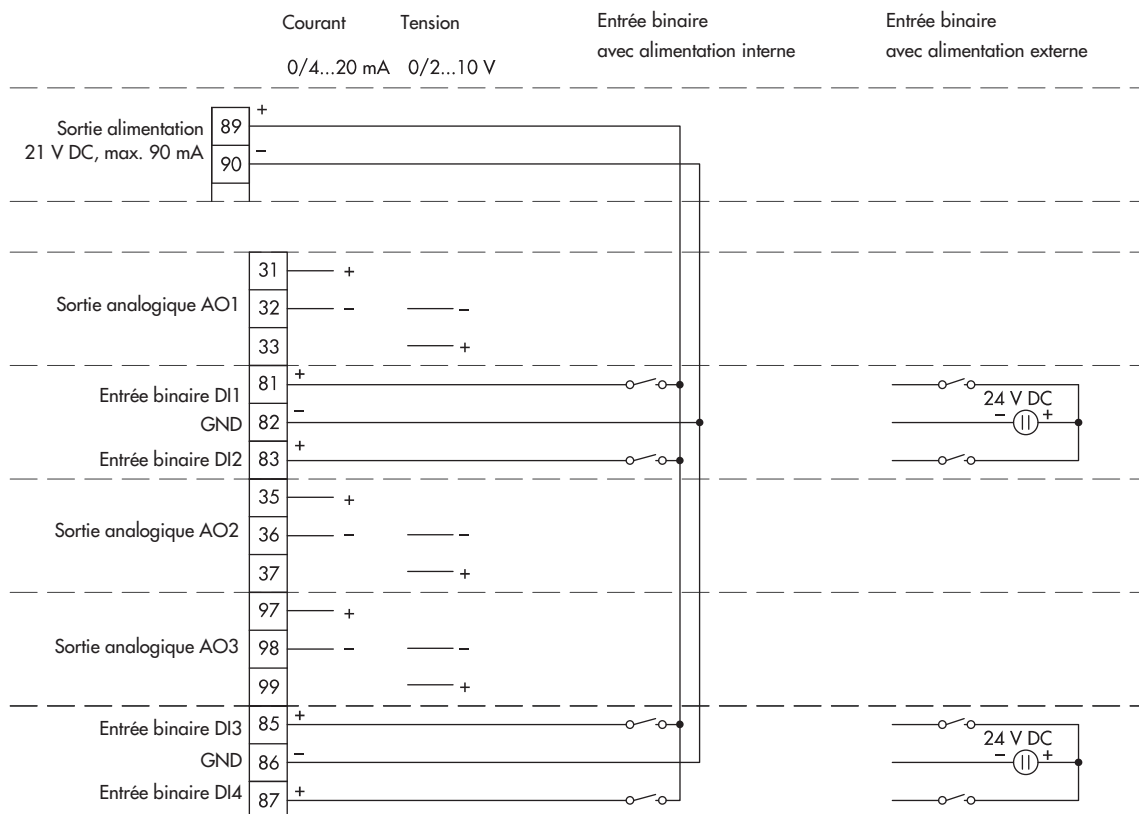 Courant Tension Entrée binaire Entrée binaire
avec alimentation interne avec alimentation externe
0/4...20 mA 0/2...10 V
Sortie alimentation 89 +
21 V DC, max. 90 mA 90 –
31 +
Sortie analogique AO1 32 – –
33 +
Entrée binaire DI1 81 +
24 V DC
GND 82 – – +
Entrée binaire DI2 83 +
35 +
Sortie analogique AO2 36 – –
37 +
97 +
Sortie analogique AO3 98 – –
99 +
Entrée binaire DI3 85 +
24 V DC
GND 86 – – +
Entrée binaire DI4 87 +